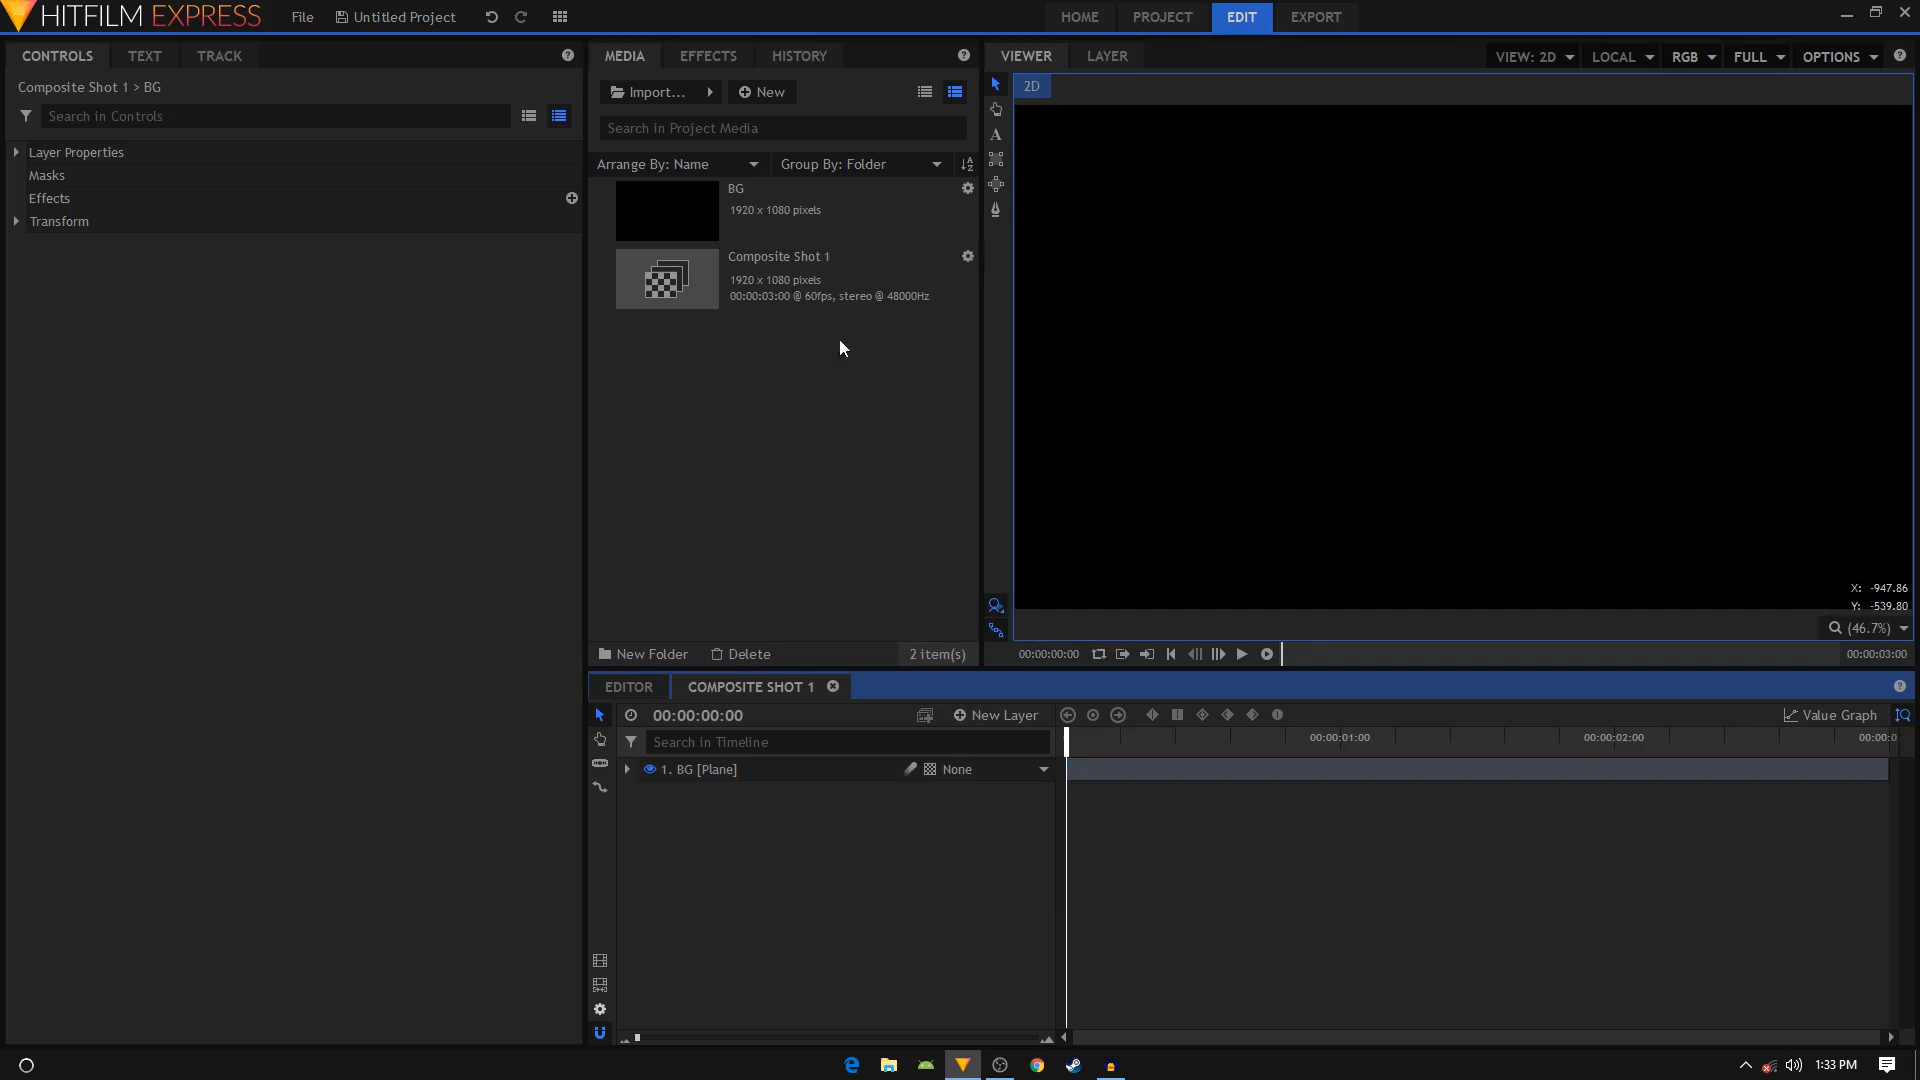 HITFILM EXPRESS File Untitled Project HOME PROJECT EDIT EXPORT
CONTROLS TEXT TRACK
Composite Shot 1 > BG
Search in Controls
Layer Properties
Masks
Effects
Transform
MEDIA EFFECTS HISTORY
Import... New
Search in Project Media
Arrange By: Name Group By: Folder
BG
1920 x 1080 pixels
Composite Shot 1
1920 x 1080 pixels
00:00:03:00 @ 60fps, stereo @ 48000Hz
New Folder Delete 2 item(s)
VIEWER LAYER VIEW: 2D LOCAL RGB FULL OPTIONS
2D
A
X: -947.86
Y: -539.80
(46.7%)
00:00:00:00 00:00:03:00
EDITOR COMPOSITE SHOT 1
00:00:00:00 New Layer Value Graph
Search in Timeline 00:00:01:00 00:00:02:00 00:00:0
1. BG [Plane] None
1:33 PM